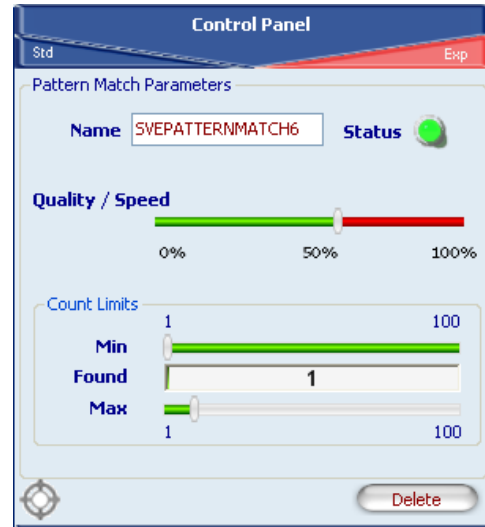 Control Panel
Std Exp
Pattern Match Parameters
Name SVEPATTERNMATCH6 Status
Quality / Speed
0% 50% 100%
Count Limits
1 100
Min
Found 1
Max
1 100
Delete